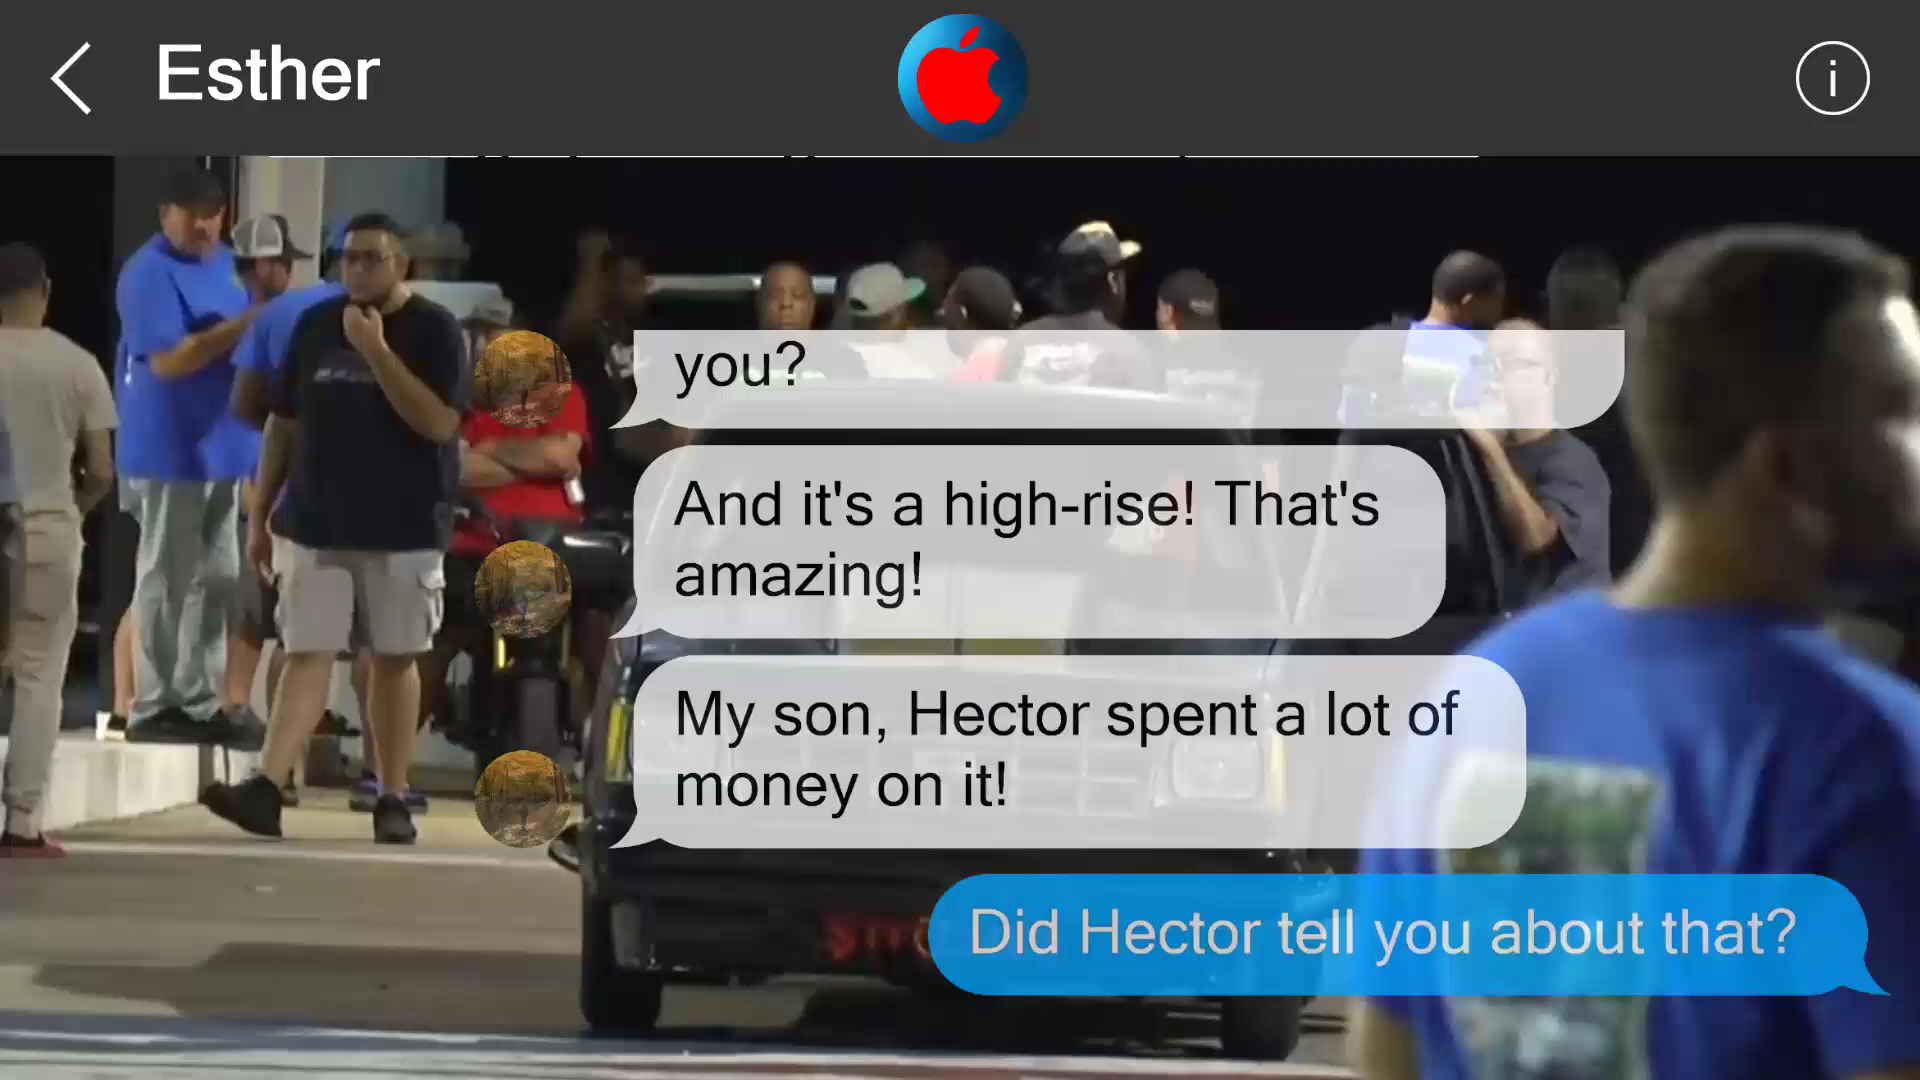 Esther
i
you?
And it's a high-rise! That's
amazing!
My son, Hector spent a lot of
money on it!
Did Hector tell you about that?